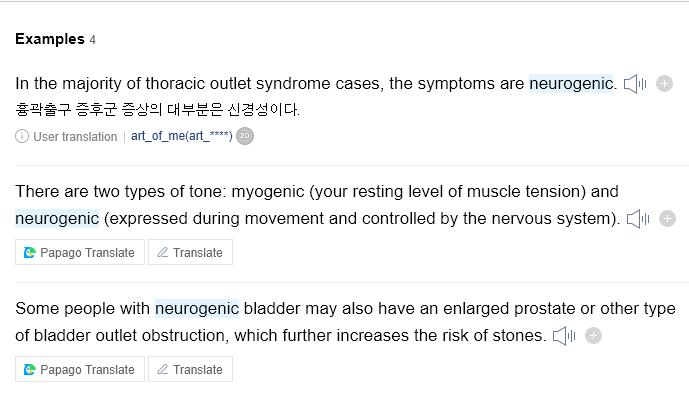 Examples 4
In the majority of thoracic outlet syndrome cases, the symptoms are neurogenic.
흉곽출구 증후군 증상의 대부분은 신경성이다.
User translation | art_of_me(art_****) 20
There are two types of tone: myogenic (your resting level of muscle tension) and
neurogenic (expressed during movement and controlled by the nervous system).
Papago Translate Translate
Some people with neurogenic bladder may also have an enlarged prostate or other type
of bladder outlet obstruction, which further increases the risk of stones.
Papago Translate Translate